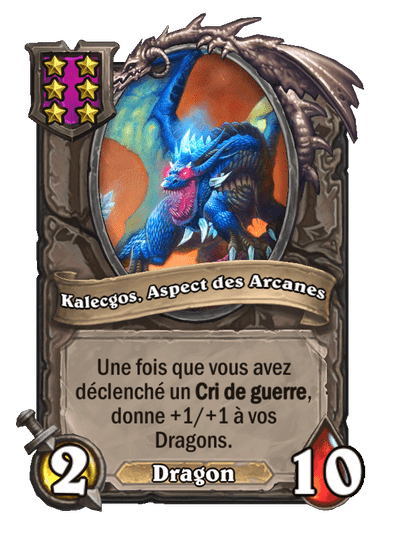 Kalecgos, Aspect des Arcanes
Une fois que vous avez
déclenché un Cri de guerre,
donne +1/+1 à vos
Dragons.
2
Dragon
10